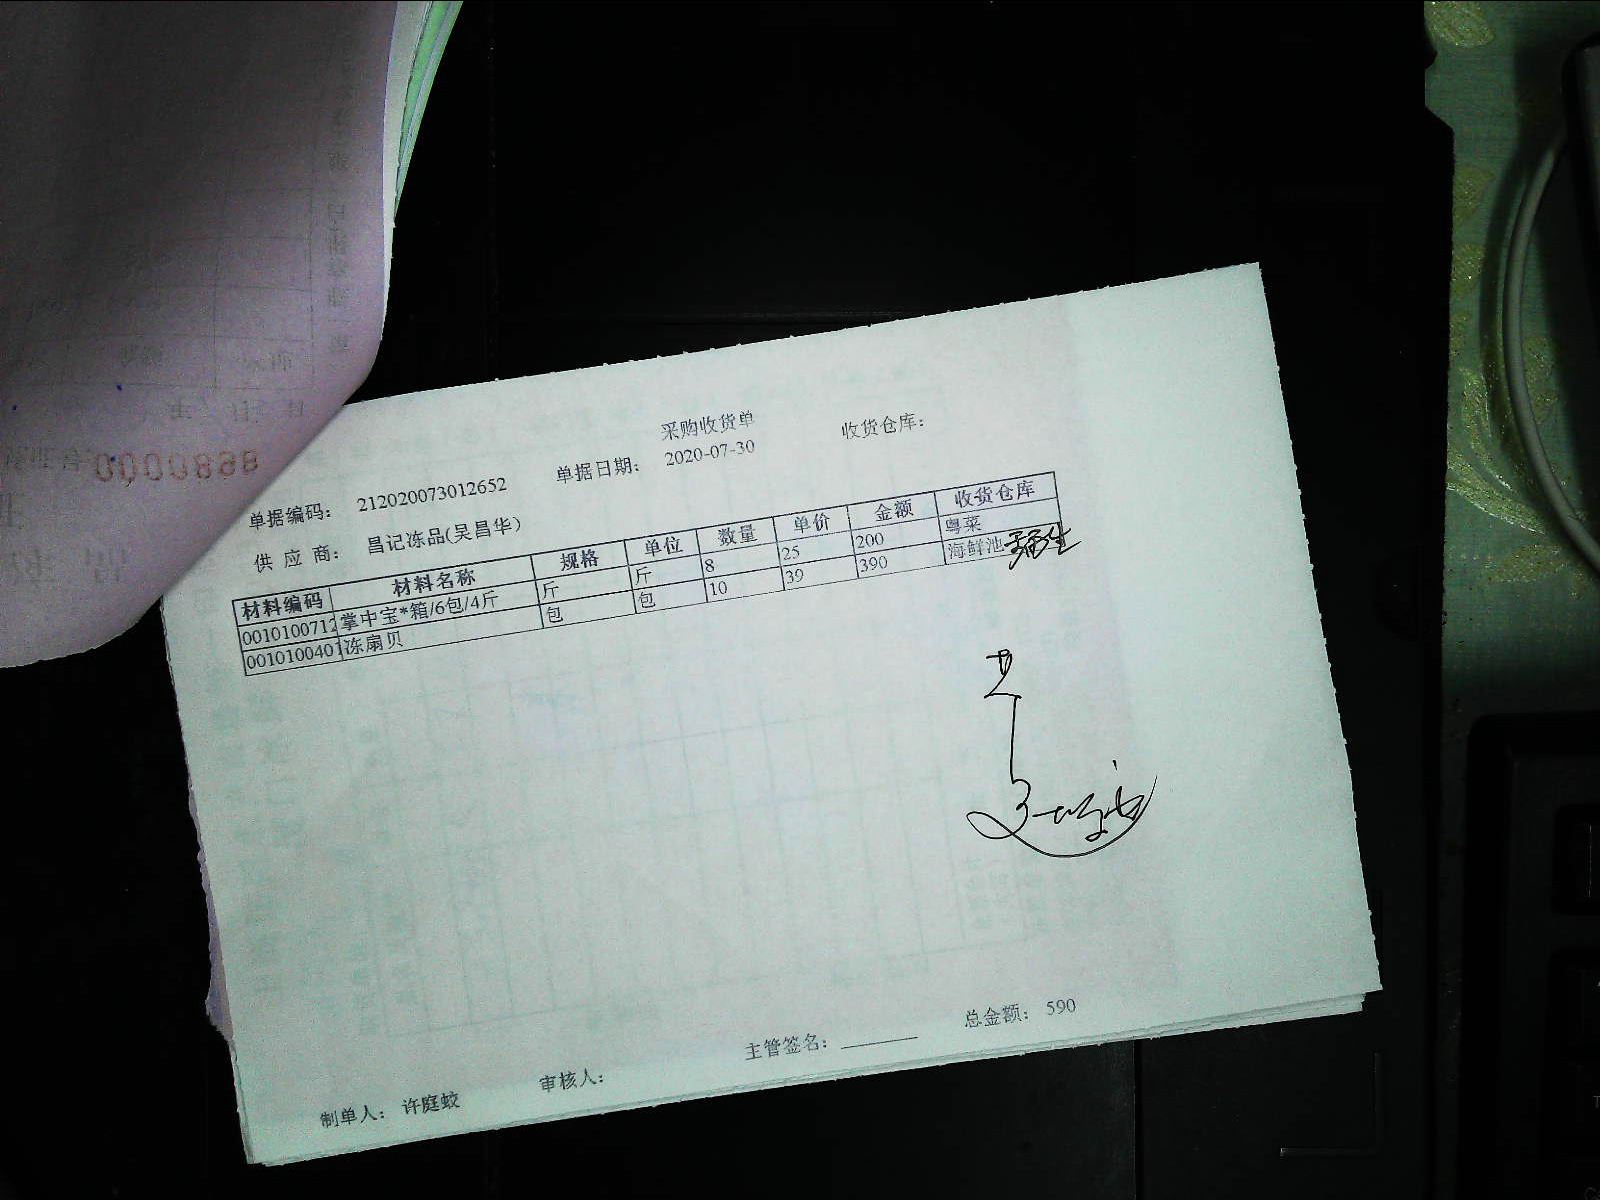 采购收货单
单据编码: 212020073012652 单据日期: 2020-07-30 收货仓库:
供应商: 昌记冻品(吴昌华)
材料编码 材料名称 规格 单位 数量 单价 金额 收货仓库
0010100712 掌中宝*箱/6包/4斤 斤 斤 8 25 200 粤菜
0010100401 冻扇贝 包 包 10 39 390 海鲜池
总金额: 590
制单人: 许庭蛟 审核人: 主管签名:
0000898